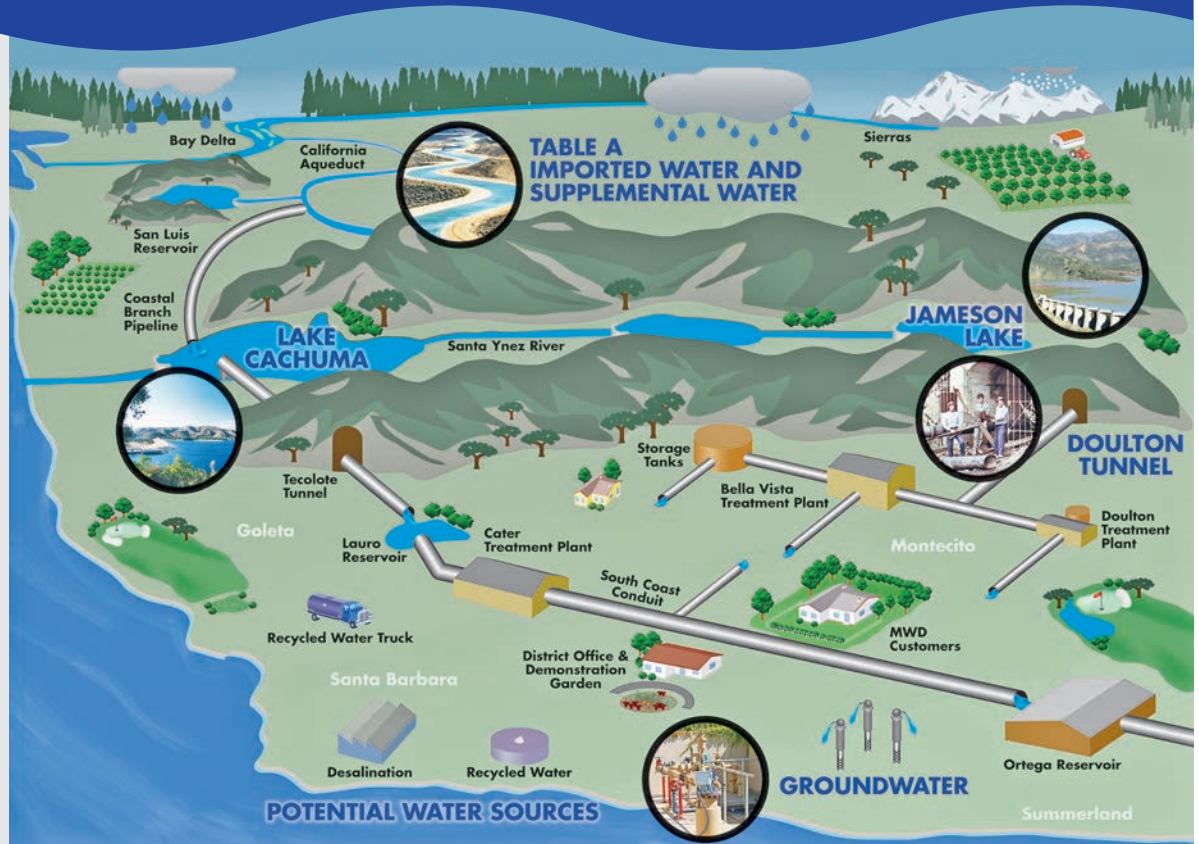 Bay Delta
California
Aqueduct
TABLE A
IMPORTED WATER AND
SUPPLEMENTAL WATER
Sierras
San Luis
Reservoir
Coastal
Branch
Pipeline
LAKE
CACHUMA
Santa Ynez River
JAMESON
LAKE
DOULTON
TUNNEL
Tecolote
Tunnel
Storage
Tanks
Bella Vista
Treatment Plant
Doulton
Treatment
Plant
Goleta
Lauro
Reservoir
Cater
Treatment Plant
Montecito
South Coast
Conduit
Recycled Water Truck
MWD
Customers
District Office &
Demonstration
Garden
Santa Barbara
Desalination
Recycled Water
GROUNDWATER
Ortega Reservoir
POTENTIAL WATER SOURCES
Summerland